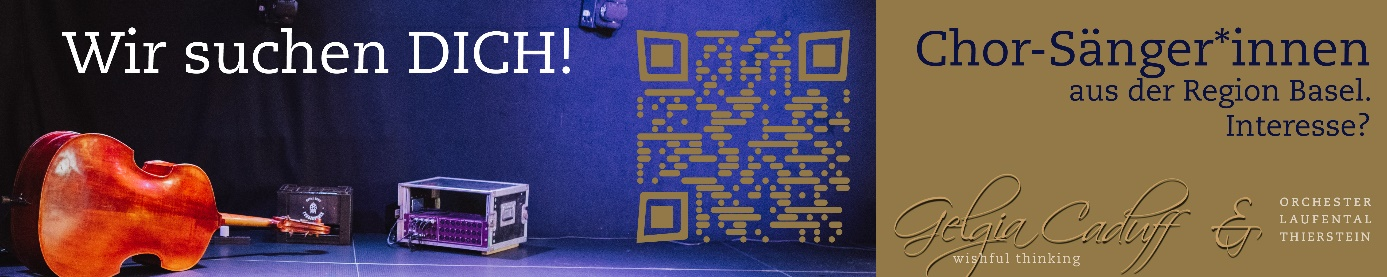 Wir suchen DICH!
Chor-Sänger*innen
aus der Region Basel.
Interesse?
Gelgia Caduff
wishful thinking
&
ORCHESTER
LAUFENTAL
THIERSTEIN